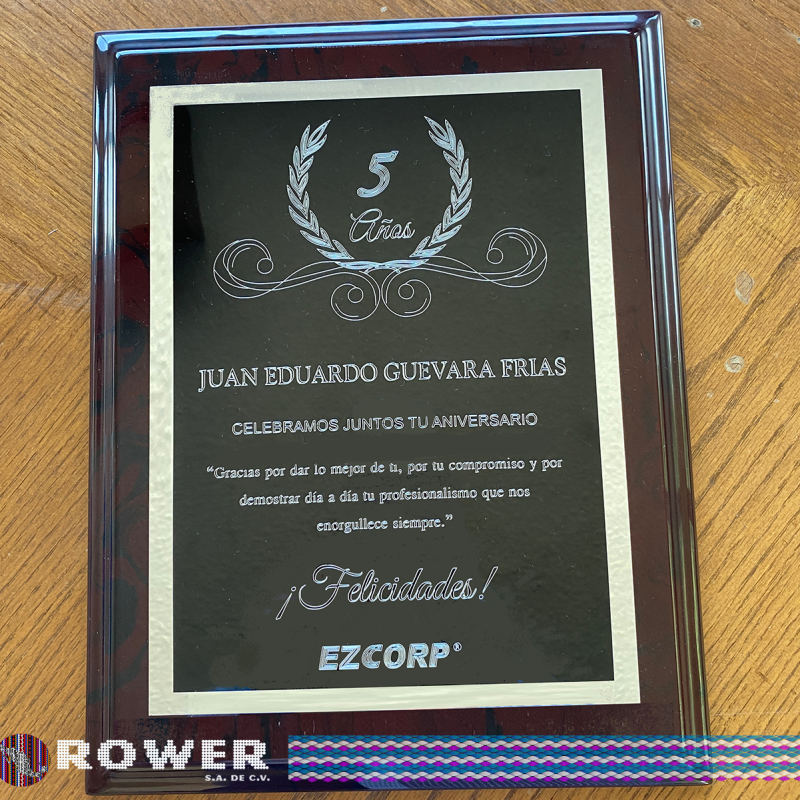 5
Años
JUAN EDUARDO GUEVARA FRIAS
CELEBRAMOS JUNTOS TU ANIVERSARIO
“Gracias por dar lo mejor de ti, por tu compromiso y por
demostrar día a día tu profesionalismo que nos
enorgullece siempre.”
¡Felicidades!
EZCORP®
ROWER
S.A. DE C.V.